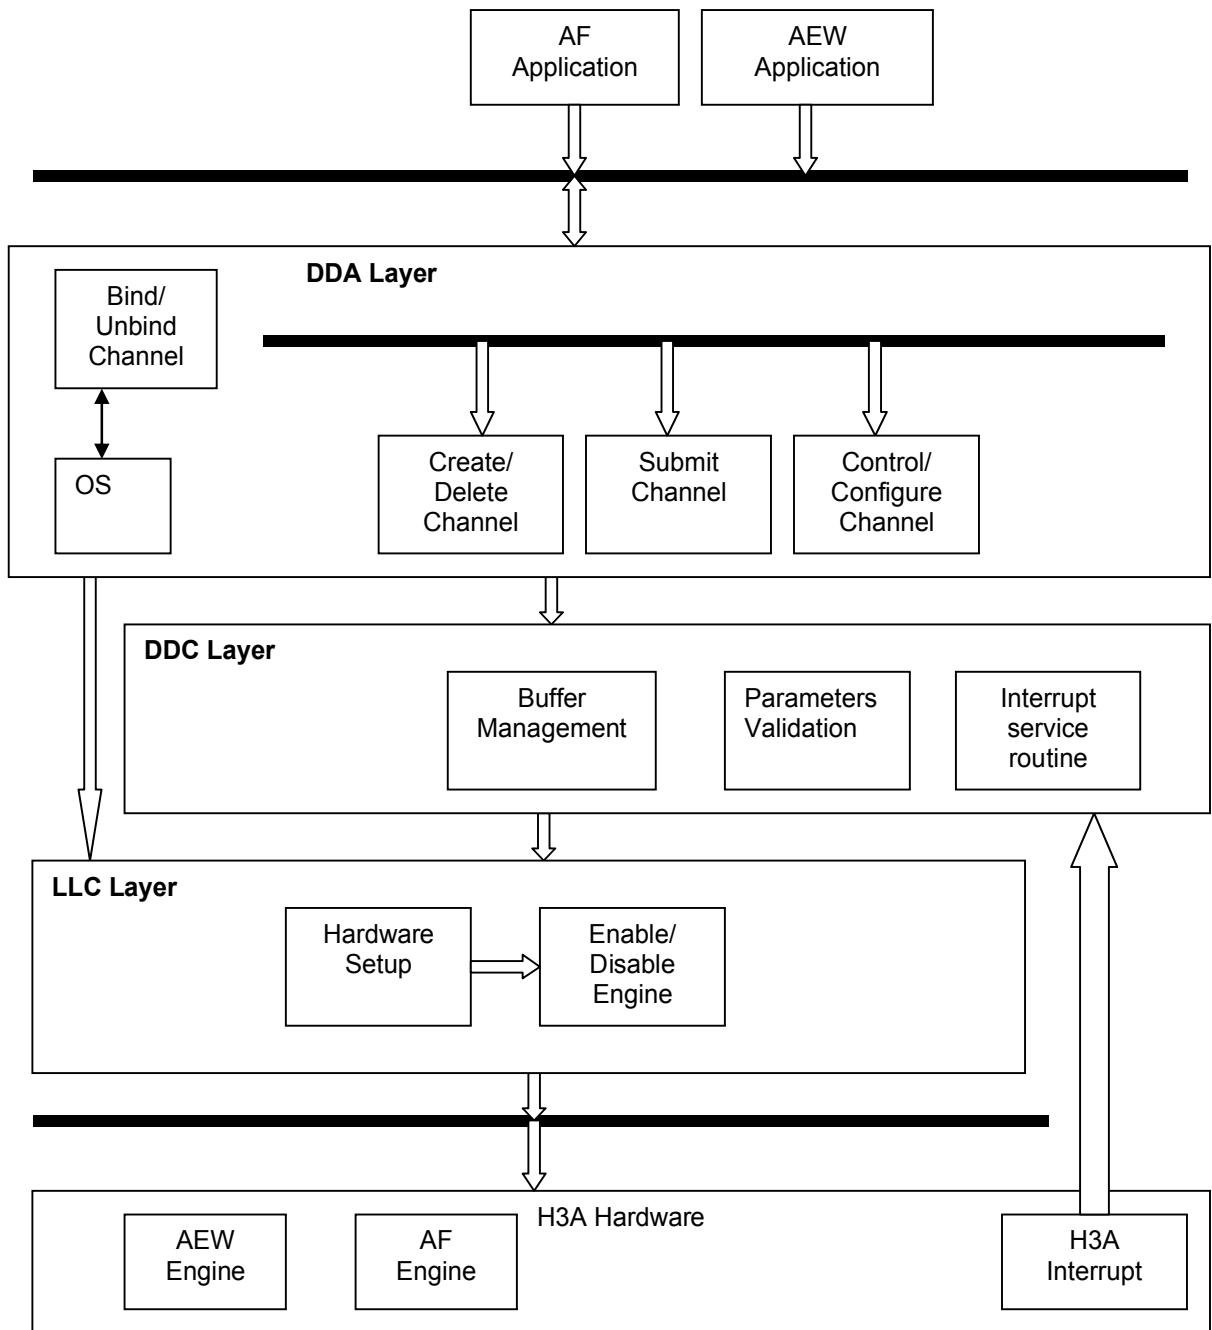 AF
Application
AEW
Application
DDA Layer
Bind/
Unbind
Channel
OS
Create/
Delete
Channel
Submit
Channel
Control/
Configure
Channel
DDC Layer
Buffer
Management
Parameters
Validation
Interrupt
service
routine
LLC Layer
Hardware
Setup
Enable/
Disable
Engine
H3A Hardware
AEW
Engine
AF
Engine
H3A
Interrupt